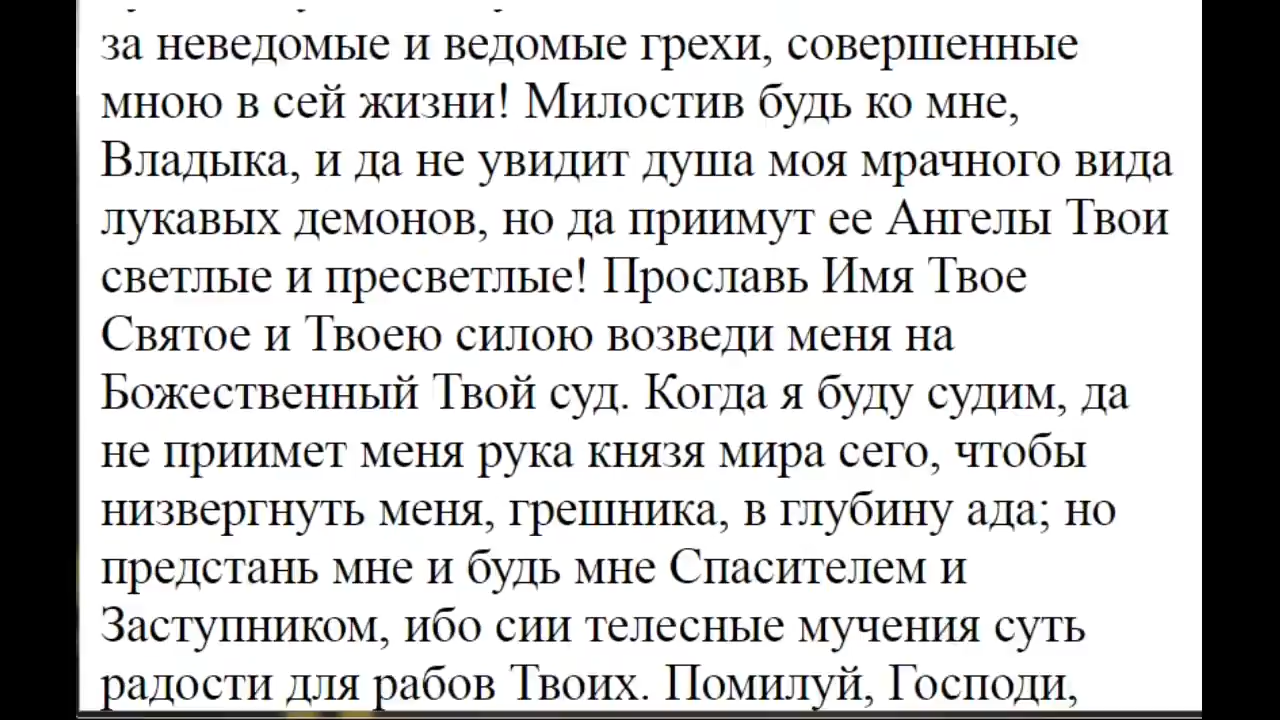 за неведомые и ведомые грехи, совершенные
мною в сей жизни! Милостив будь ко мне,
Владыка, и да не увидит душа моя мрачного вида
лукавых демонов, но да приимут ее Ангелы Твои
светлые и пресветлые! Прославь Имя Твое
Святое и Твоею силою возведи меня на
Божественный Твой суд. Когда я буду судим, да
не приимет меня рука князя мира сего, чтобы
низвергнуть меня, грешника, в глубину ада; но
предстань мне и будь мне Спасителем и
Заступником, ибо сии телесные мучения суть
радости для рабов Твоих. Помилуй, Господи,